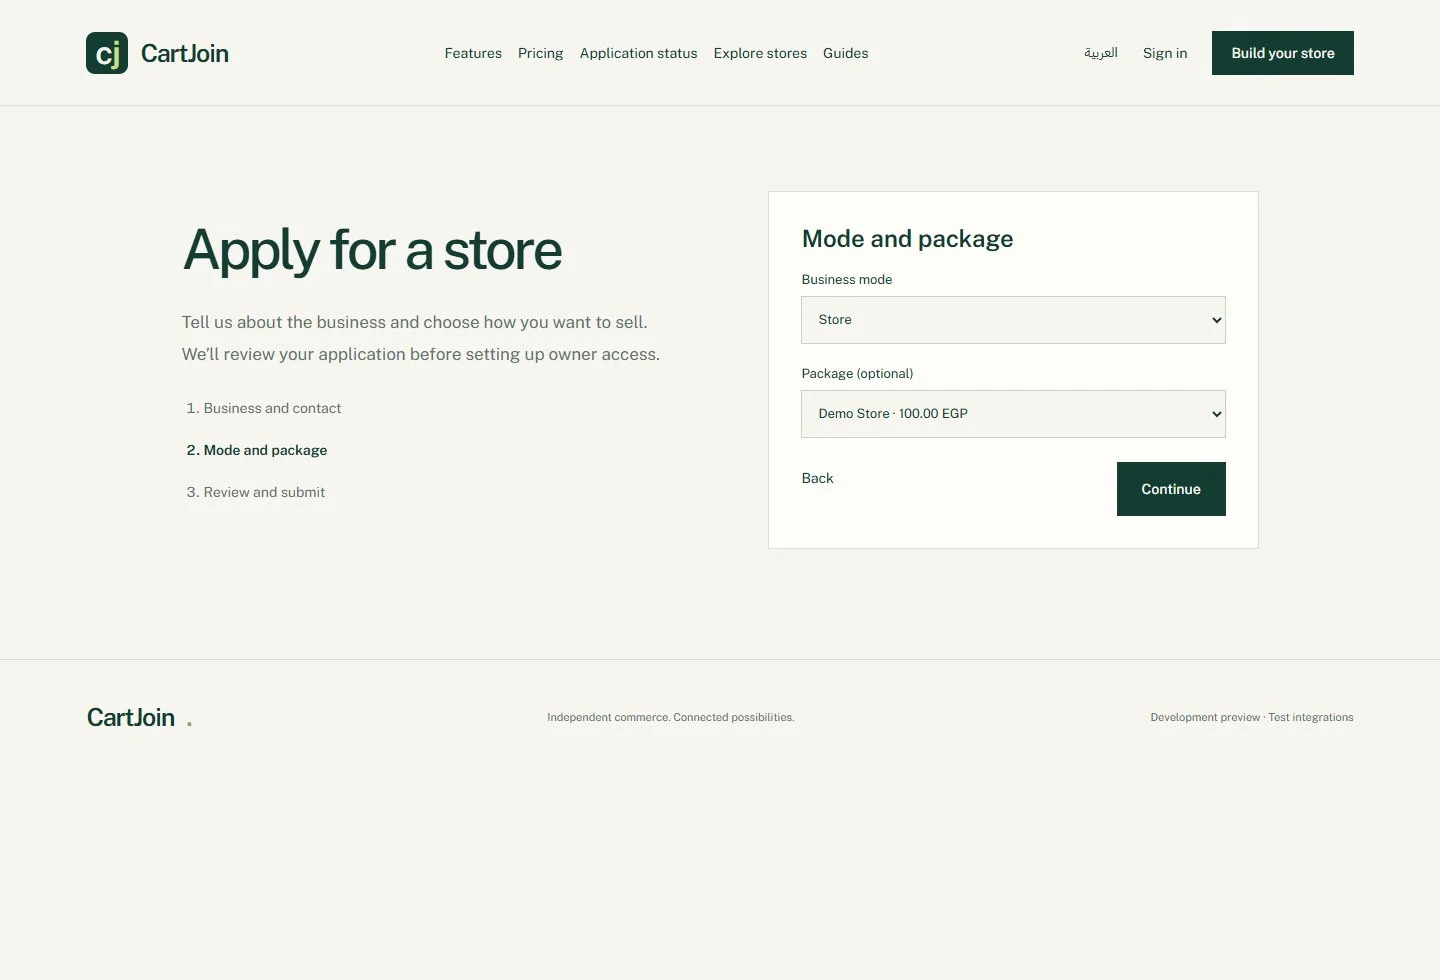 cj CartJoin
Features Pricing Application status Explore stores Guides
العربية Sign in Build your store
Apply for a store
Tell us about the business and choose how you want to sell.
We’ll review your application before setting up owner access.
1. Business and contact
2. Mode and package
3. Review and submit
Mode and package
Business mode
Store
Package (optional)
Demo Store · 100.00 EGP
Back Continue
CartJoin .
Independent commerce. Connected possibilities.
Development preview · Test integrations